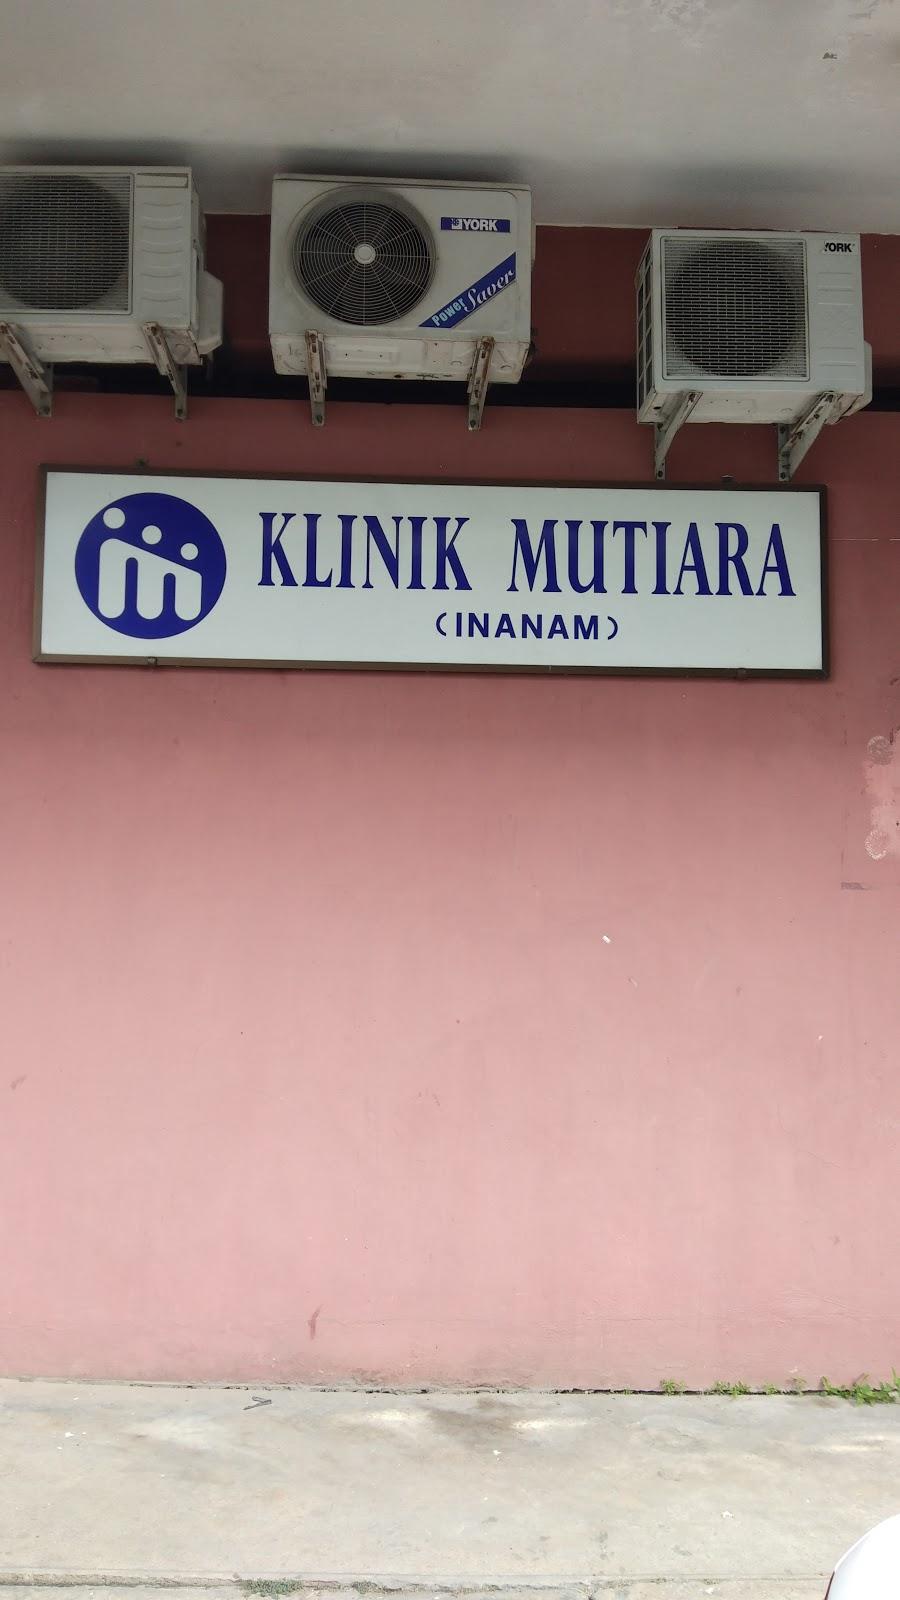 YORK
Power Saver
YORK
KLINIK MUTIARA
(INANAM)